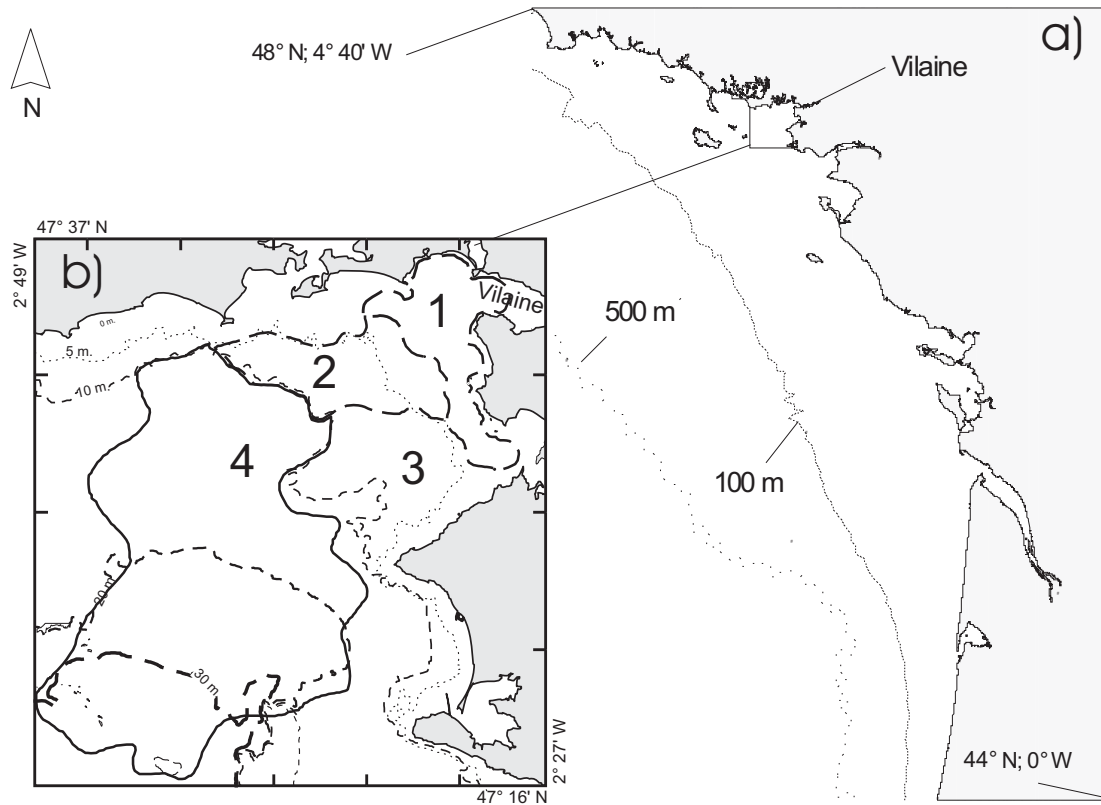 48° N; 4° 40' W
a)
N
Vilaine
47° 37' N
2° 49' W
b)
Vilaine
1
0 m.
5 m.
10 m.
2
500 m
4
3
100 m
20 m.
30 m.
2° 27' W
47° 16' N
44° N; 0° W